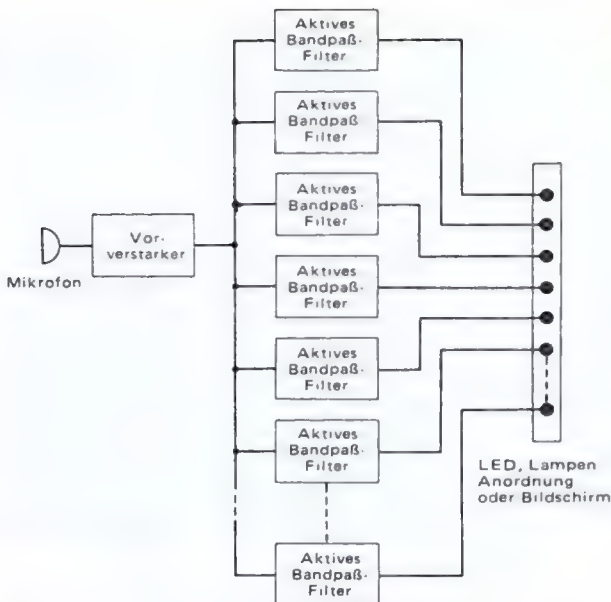 Aktives
Bandpaß-
Filter
Aktives
Bandpaß
Filter
Aktives
Bandpaß-
Filter
Vor-
verstarker
Mikrofon
Aktives
Bandpaß-
Filter
Aktives
Bandpaß-
Filter
Aktives
Bandpaß-
Filter
LED, Lampen
Anordnung
oder Bildschirm
Aktives
Bandpaß-
Filter